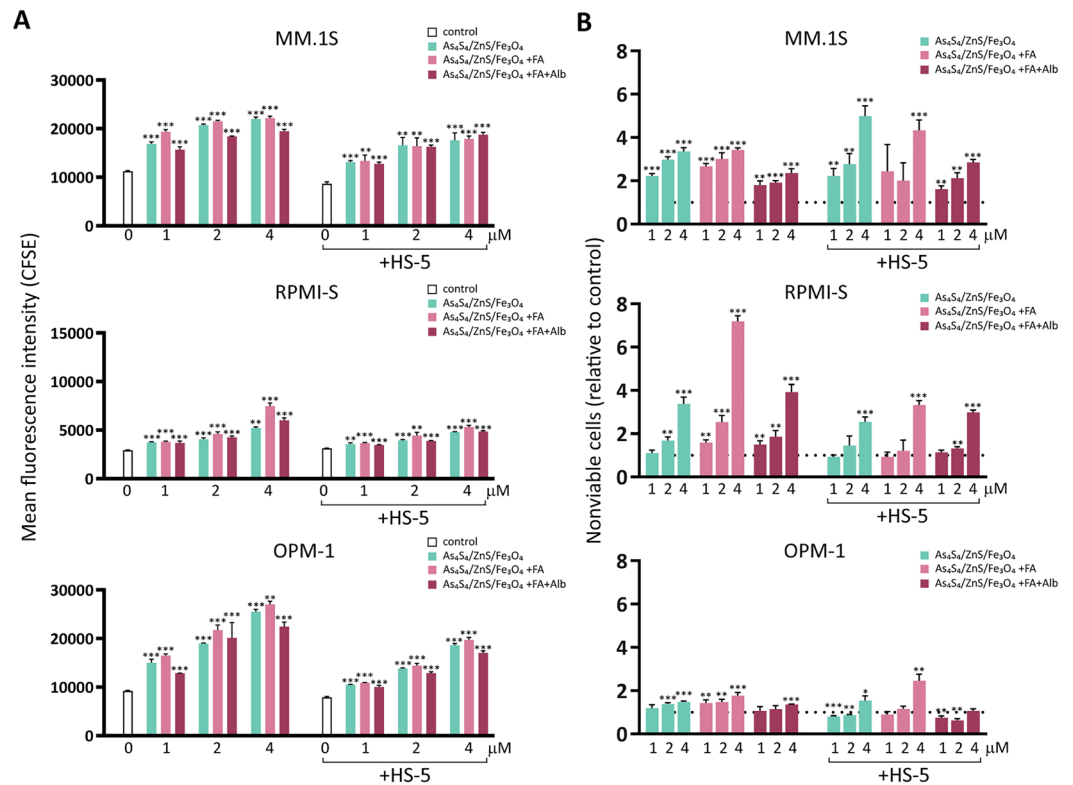 A
MM.1S
control
As₄S₄/ZnS/Fe₃O₄
As₄S₄/ZnS/Fe₃O₄ +FA
As₄S₄/ZnS/Fe₃O₄ +FA+Alb
30000
20000
10000
0
*** *** *** *** *** *** *** *** *** *** ** *** ** ** *** *** *** ***
0 1 2 4 0 1 2 4 μM
+HS-5
Mean fluorescence intensity (CFSE)
RPMI-S
control
As₄S₄/ZnS/Fe₃O₄
As₄S₄/ZnS/Fe₃O₄ +FA
As₄S₄/ZnS/Fe₃O₄ +FA+Alb
15000
10000
5000
0
*** *** *** *** *** *** ** *** *** ** *** *** *** ** *** *** *** ***
0 1 2 4 0 1 2 4 μM
+HS-5
OPM-1
control
As₄S₄/ZnS/Fe₃O₄
As₄S₄/ZnS/Fe₃O₄ +FA
As₄S₄/ZnS/Fe₃O₄ +FA+Alb
30000
20000
10000
0
*** *** *** *** *** *** *** ** *** *** *** *** *** *** *** *** *** ***
0 1 2 4 0 1 2 4 μM
+HS-5
B
MM.1S
As₄S₄/ZnS/Fe₃O₄
As₄S₄/ZnS/Fe₃O₄ +FA
As₄S₄/ZnS/Fe₃O₄ +FA+Alb
8
6
4
2
0
*** *** *** *** *** *** ** *** *** ** ** *** *** ** ** ***
1 2 4 1 2 4 1 2 4 1 2 4 1 2 4 1 2 4 μM
+HS-5
Nonviable cells (relative to control)
RPMI-S
As₄S₄/ZnS/Fe₃O₄
As₄S₄/ZnS/Fe₃O₄ +FA
As₄S₄/ZnS/Fe₃O₄ +FA+Alb
8
6
4
2
0
** *** ** *** *** ** ** *** *** *** ** ***
1 2 4 1 2 4 1 2 4 1 2 4 1 2 4 1 2 4 μM
+HS-5
OPM-1
As₄S₄/ZnS/Fe₃O₄
As₄S₄/ZnS/Fe₃O₄ +FA
As₄S₄/ZnS/Fe₃O₄ +FA+Alb
8
6
4
2
0
*** *** ** ** *** *** *** ** * ** ** **
1 2 4 1 2 4 1 2 4 1 2 4 1 2 4 1 2 4 μM
+HS-5